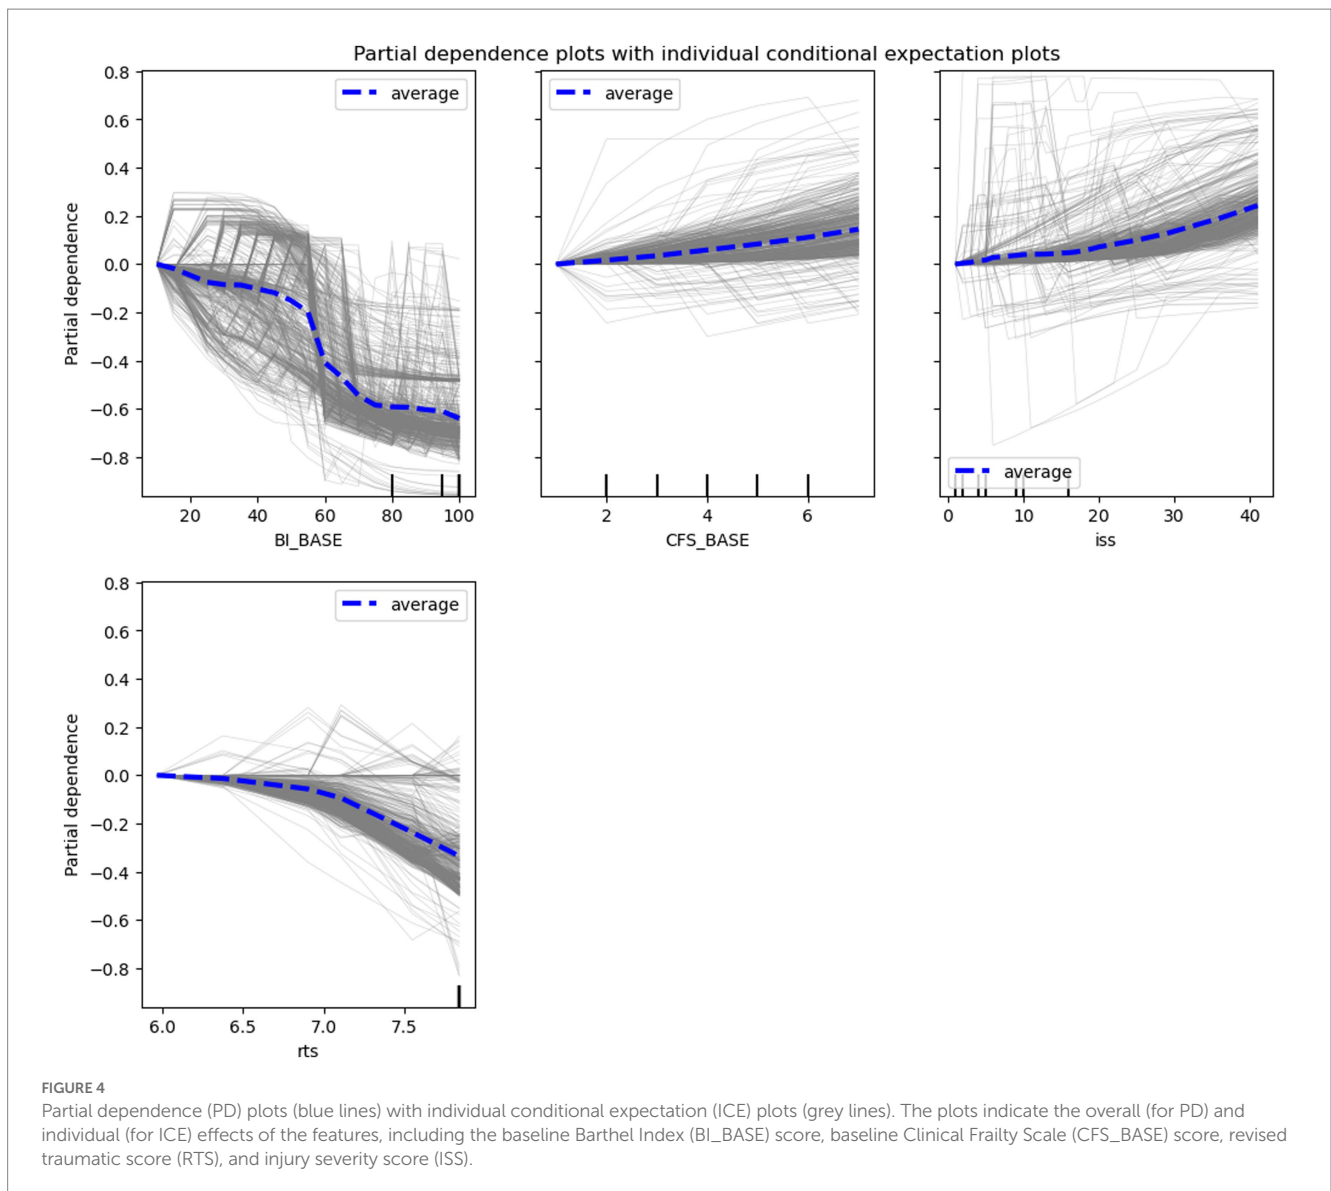 Partial dependence plots with individual conditional expectation plots
0.8
0.6
0.4
0.2
0.0
−0.2
−0.4
−0.6
−0.8
Partial dependence
average
20 40 60 80 100
BI_BASE
average
2 4 6
CFS_BASE
average
0 10 20 30 40
iss
0.8
0.6
0.4
0.2
0.0
−0.2
−0.4
−0.6
−0.8
Partial dependence
average
6.0 6.5 7.0 7.5
rts
FIGURE 4
Partial dependence (PD) plots (blue lines) with individual conditional expectation (ICE) plots (grey lines). The plots indicate the overall (for PD) and
individual (for ICE) effects of the features, including the baseline Barthel Index (BI_BASE) score, baseline Clinical Frailty Scale (CFS_BASE) score, revised
traumatic score (RTS), and injury severity score (ISS).